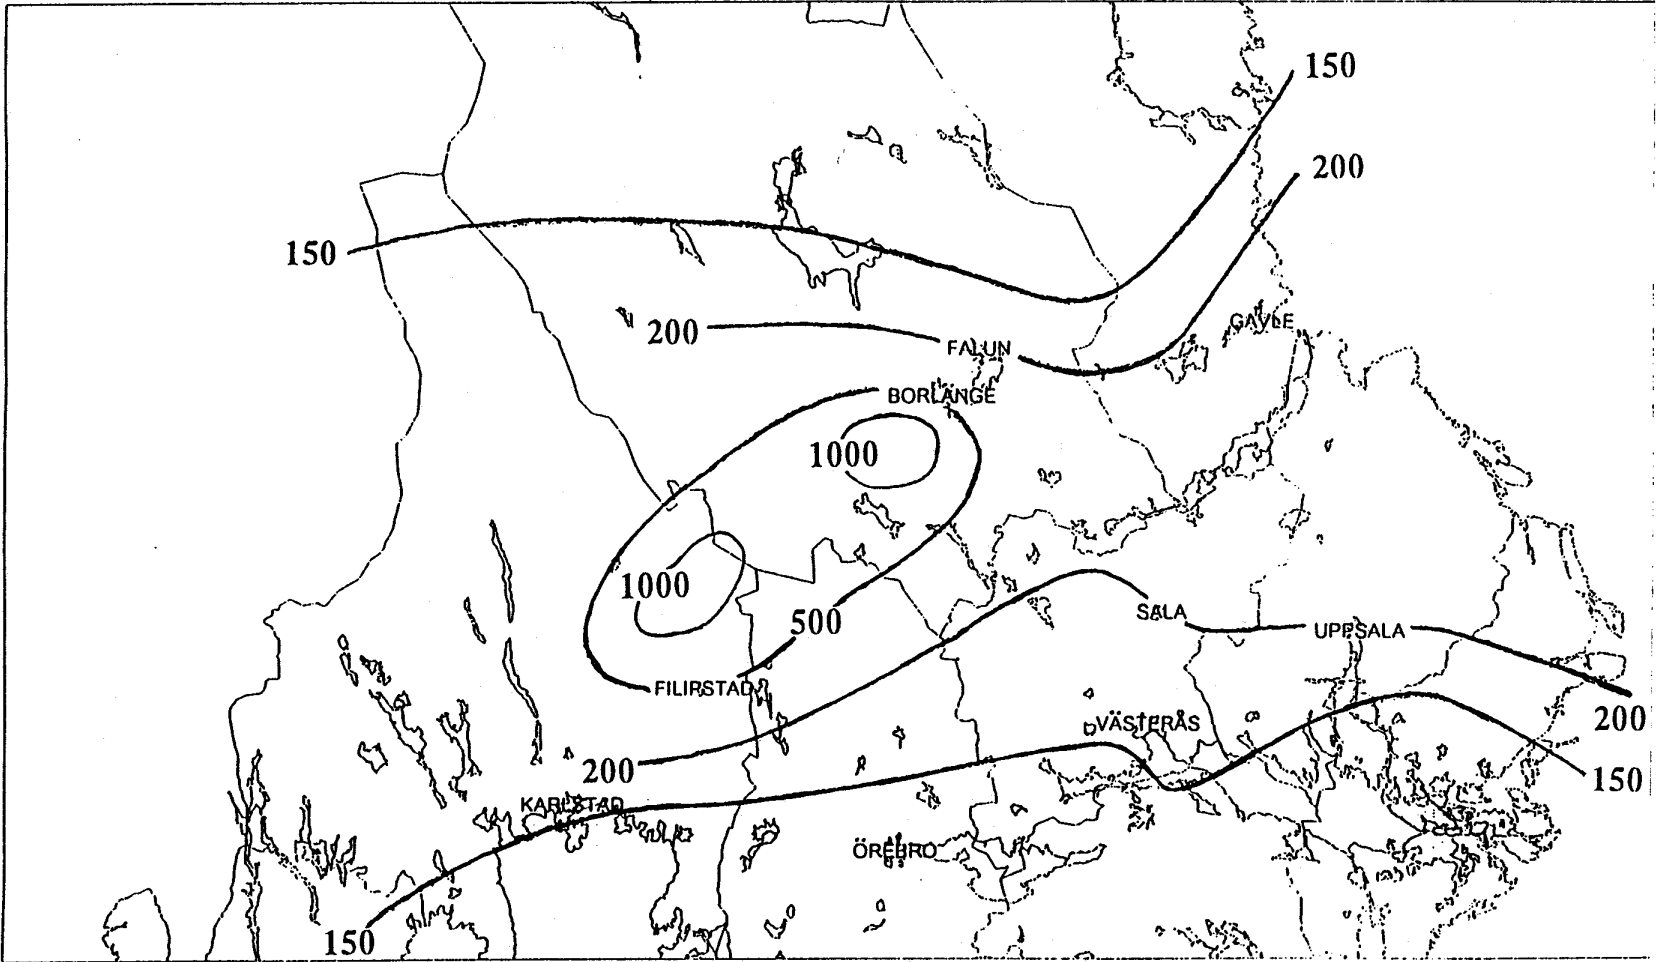 150
200
150
200
GÄVLE
FALUN
BORLÄNGE
1000
1000
500
SALA
UPPSALA
FILIPSTAD
200
VÄSTERÅS
200
150
KARLSTAD
ÖREBRO
150